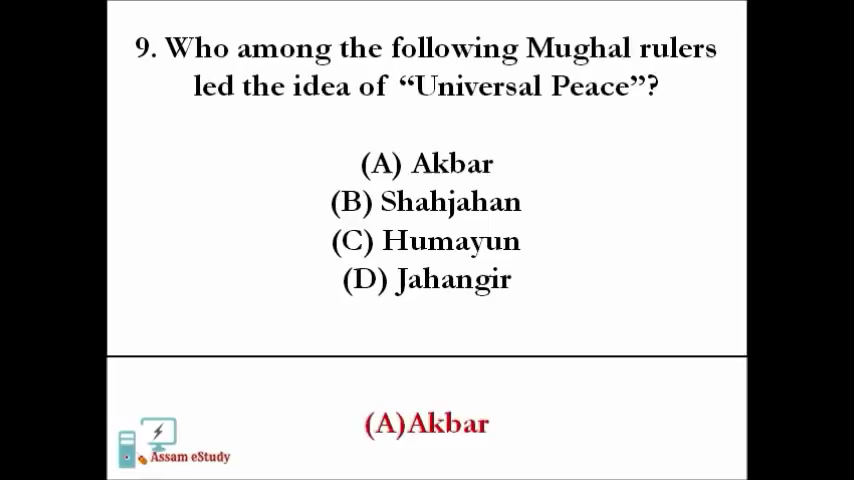 9. Who among the following Mughal rulers
led the idea of “Universal Peace”?
(A) Akbar
(B) Shahjahan
(C) Humayun
(D) Jahangir
(A)Akbar
Assam eStudy